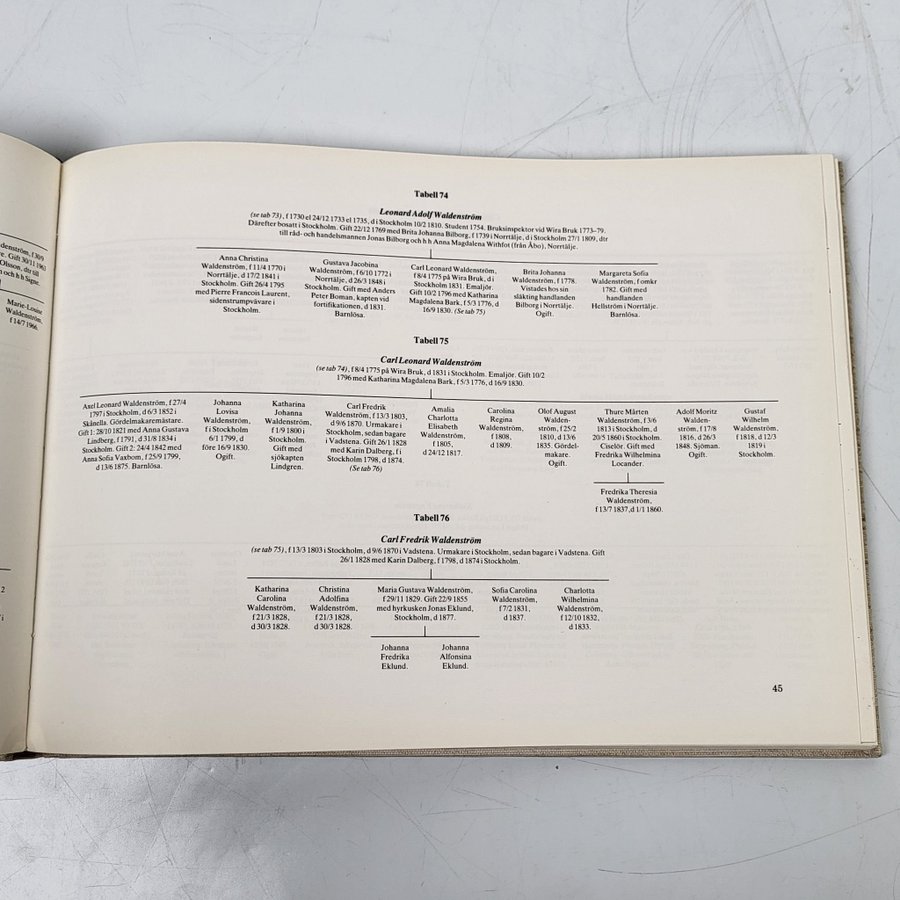 denström, f 30/9
re. Gift 30/11 1963
Olsson, dtr till
n och h h Signe.
Marie-Louise
Waldenström,
f 14/7 1966.
2
i
Tabell 74
Leonard Adolf Waldenström
(se tab 73), f 1730 el 24/12 1733 el 1735, d i Stockholm 10/2 1810. Student 1754. Bruksinspektor vid Wira Bruk 1773–79.
Därefter bosatt i Stockholm. Gift 22/12 1769 med Brita Johanna Bilborg, f 1739 i Norrtälje, d i Stockholm 27/1 1809, dtr
till råd- och handelsmannen Jonas Bilborg och h h Anna Magdalena Withfot (från Åbo), Norrtälje.
Anna Christina
Waldenström, f 11/4 1770 i
Norrtälje, d 17/2 1841 i
Stockholm. Gift 26/4 1795
med Pierre Francois Laurent,
sidenstrumpvävare i
Stockholm.
Gustava Jacobina
Waldenström, f 6/10 1772 i
Norrtälje, d 26/3 1848 i
Stockholm. Gift med Anders
Peter Boman, kapten vid
fortifikationen, d 1831.
Barnlösa.
Carl Leonard Waldenström,
f 8/4 1775 på Wira Bruk, d i
Stockholm 1831. Emaljör.
Gift 10/2 1796 med Katharina
Magdalena Bark, f 5/3 1776, d
16/9 1830. (Se tab 75)
Brita Johanna
Waldenström, f 1778.
Vistades hos sin
släkting handlanden
Bilborg i Norrtälje.
Ogift.
Margareta Sofia
Waldenström, f omkr
1782. Gift med
handlanden
Hellström i Norrtälje.
Barnlösa.
Tabell 75
Carl Leonard Waldenström
(se tab 74), f 8/4 1775 på Wira Bruk, d 1831 i Stockholm. Emaljör. Gift 10/2
1796 med Katharina Magdalena Bark, f 5/3 1776, d 16/9 1830.
Axel Leonard Waldenström, f 27/4
1797 i Stockholm, d 6/3 1852 i
Skånella. Gördelmakaremästare.
Gift 1: 28/10 1821 med Anna Gustava
Lindberg, f 1791, d 31/8 1834 i
Stockholm. Gift 2: 24/4 1842 med
Anna Sofia Vaxbom, f 25/9 1799,
d 13/6 1875. Barnlösa.
Johanna
Lovisa
Waldenström,
f i Stockholm
6/1 1799, d
före 16/9 1830.
Ogift.
Katharina
Johanna
Waldenström,
f 1/9 1800 i
Stockholm.
Gift med
sjökapten
Lindgren.
Carl Fredrik
Waldenström, f 13/3 1803,
d 9/6 1870. Urmakare i
Stockholm, sedan bagare
i Vadstena. Gift 26/1 1828
med Karin Dalberg, f i
Stockholm 1798, d 1874.
(Se tab 76)
Amalia
Charlotta
Elisabeth
Waldenström,
f 1805,
d 24/12 1817.
Carolina
Regina
Waldenström,
f 1808,
d 1809.
Olof August
Walden-
ström, f 25/2
1810, d 13/6
1835. Gördel-
makare.
Ogift.
Thure Mårten
Waldenström, f 3/6
1813 i Stockholm, d
20/5 1860 i Stockholm.
Ciselör. Gift med
Fredrika Wilhelmina
Locander.
Adolf Moritz
Walden-
ström, f 17/8
1816, d 26/3
1848. Sjöman.
Ogift.
Gustaf
Wilhelm
Waldenström,
f 1818, d 12/3
1819 i
Stockholm.
Fredrika Theresia
Waldenström,
f 13/7 1837, d 1/1 1860.
Tabell 76
Carl Fredrik Waldenström
(se tab 75), f 13/3 1803 i Stockholm, d 9/6 1870 i Vadstena. Urmakare i Stockholm, sedan bagare i Vadstena. Gift
26/1 1828 med Karin Dalberg, f 1798, d 1874 i Stockholm.
Katharina
Carolina
Waldenström,
f 21/3 1828,
d 30/3 1828.
Christina
Adolfina
Waldenström,
f 21/3 1828,
d 30/3 1828.
Maria Gustava Waldenström,
f 29/11 1829. Gift 22/9 1855
med hyrkusken Jonas Eklund,
Stockholm, d 1877.
Sofia Carolina
Waldenström,
f 7/2 1831,
d 1837.
Charlotta
Wilhelmina
Waldenström,
f 12/10 1832,
d 1833.
Johanna
Fredrika
Eklund.
Johanna
Alfonsina
Eklund.
45